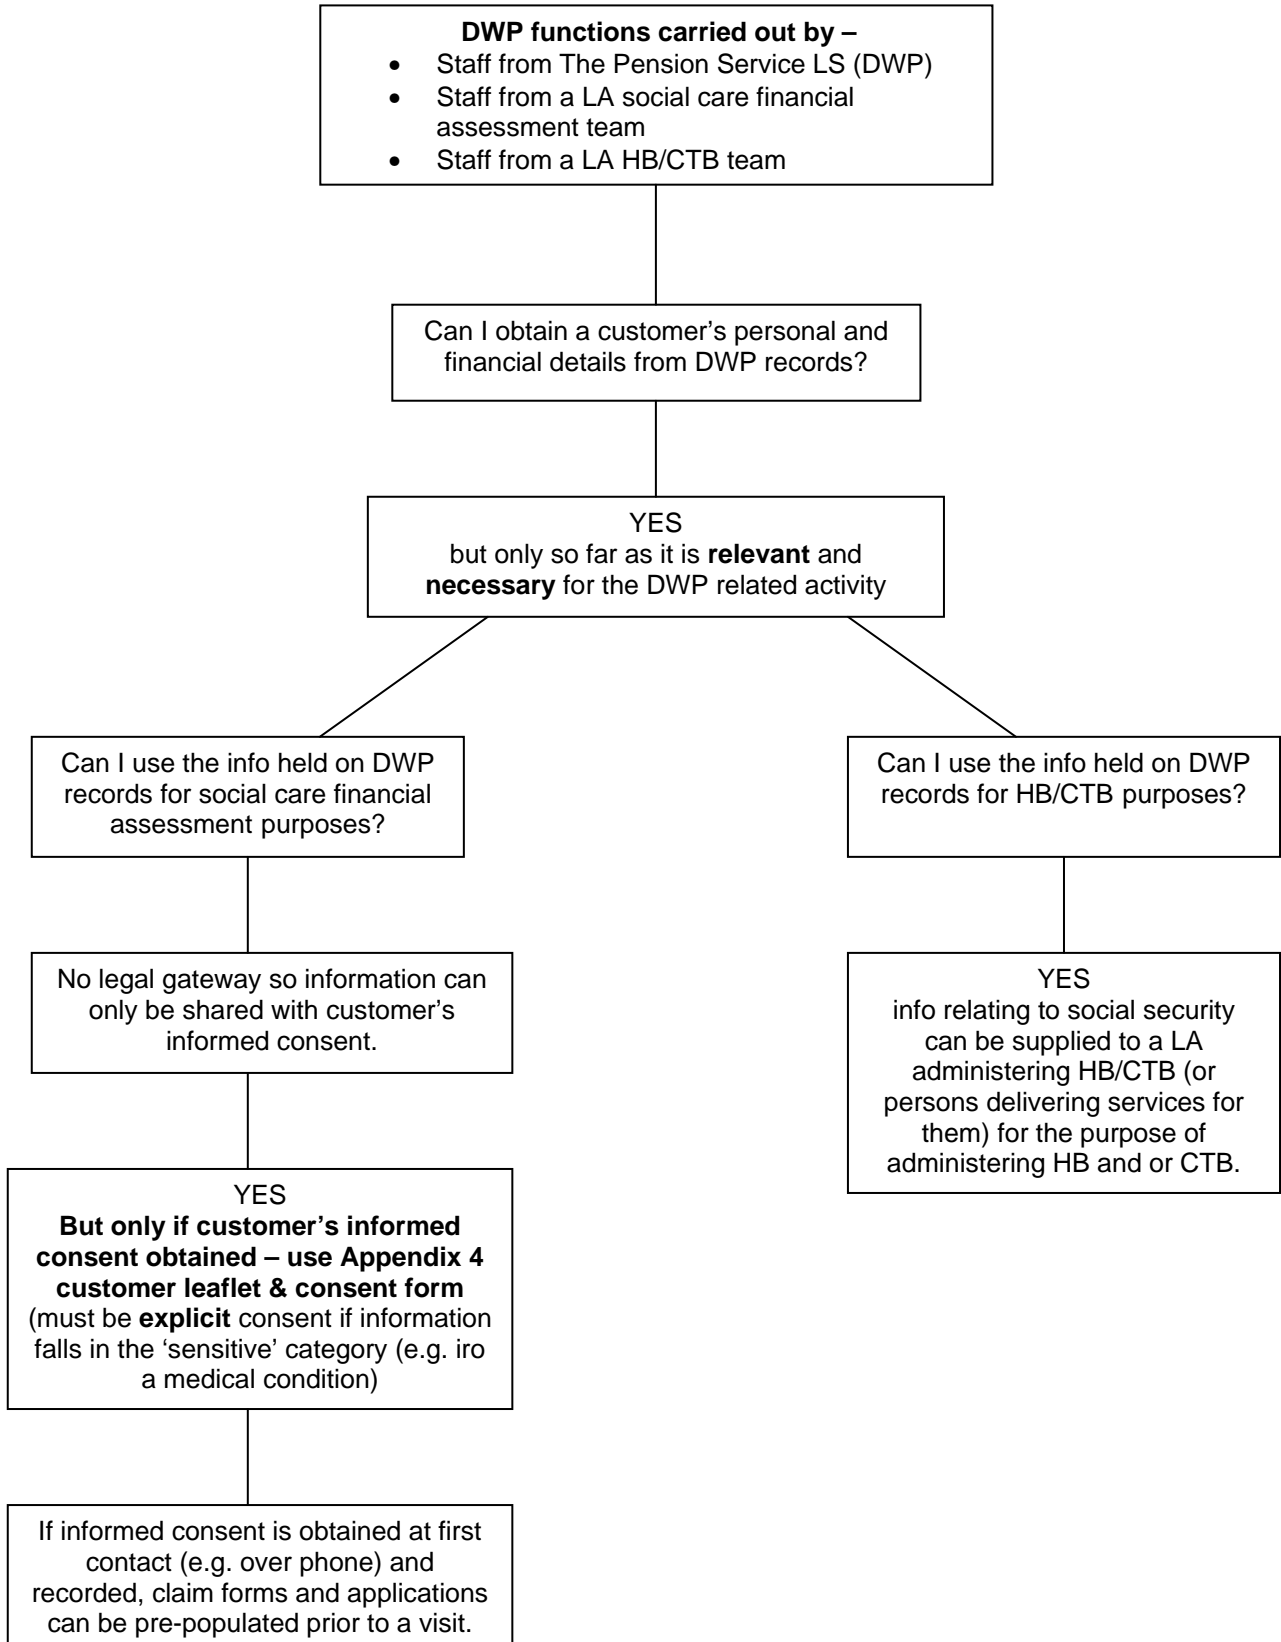 DWP functions carried out by –
• Staff from The Pension Service LS (DWP)
• Staff from a LA social care financial
assessment team
• Staff from a LA HB/CTB team
Can I obtain a customer's personal and
financial details from DWP records?
YES
but only so far as it is relevant and
necessary for the DWP related activity
Can I use the info held on DWP
records for social care financial
assessment purposes?
No legal gateway so information can
only be shared with customer's
informed consent.
YES
But only if customer's informed
consent obtained – use Appendix 4
customer leaflet & consent form
(must be explicit consent if information
falls in the 'sensitive' category (e.g. iro
a medical condition)
If informed consent is obtained at first
contact (e.g. over phone) and
recorded, claim forms and applications
can be pre-populated prior to a visit.
Can I use the info held on DWP
records for HB/CTB purposes?
YES
info relating to social security
can be supplied to a LA
administering HB/CTB (or
persons delivering services for
them) for the purpose of
administering HB and or CTB.